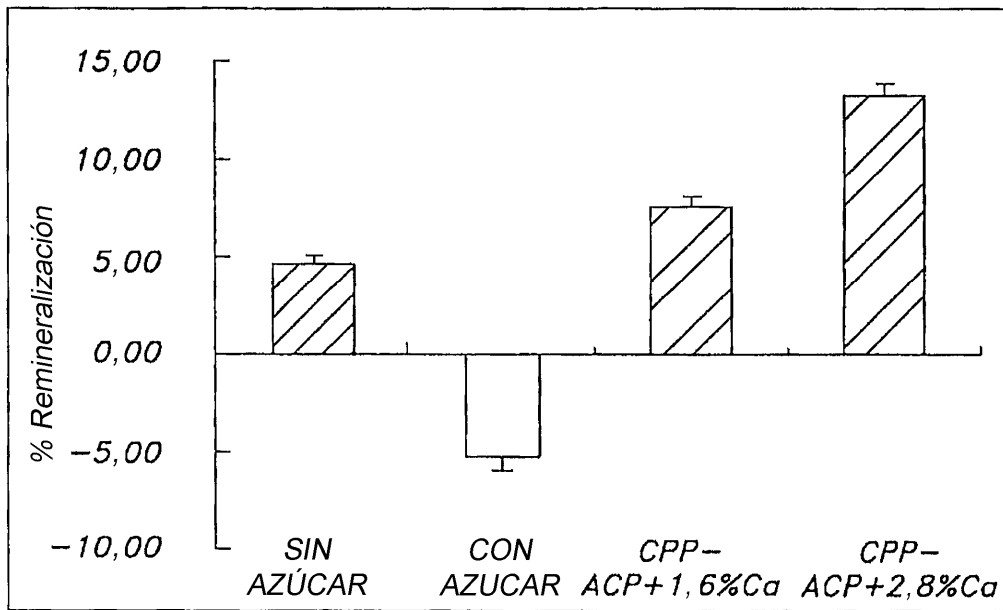 % Remineralización
15,00
10,00
5,00
0,00
−5,00
−10,00
SIN
AZÚCAR
CON
AZUCAR
CPP−
ACP+1,6%Ca
CPP−
ACP+2,8%Ca